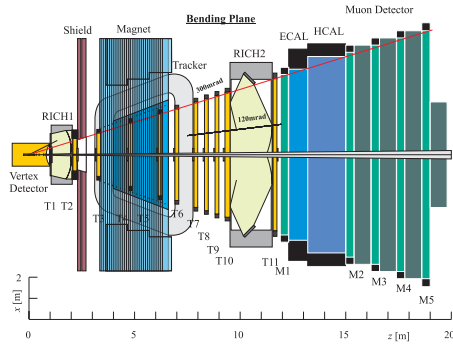 Bending Plane
Muon Detector
Shield
Magnet
ECAL
HCAL
RICH2
Tracker
300mrad
RICH1
120mrad
Vertex
Detector
T1
T2
T3
T4
T5
T6
T7
T8
T9
T10
T11
M1
M2
M3
M4
M5
x [m]
2
0
0
5
10
15
z [m]
20